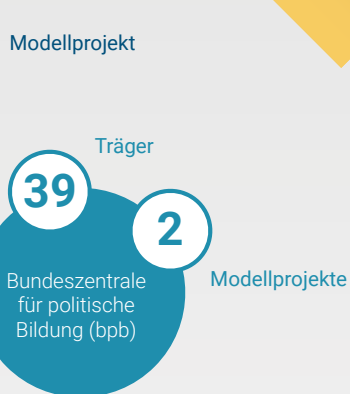 Modellprojekt
Träger
39
2
Modellprojekte
Bundeszentrale
für politische
Bildung (bpb)